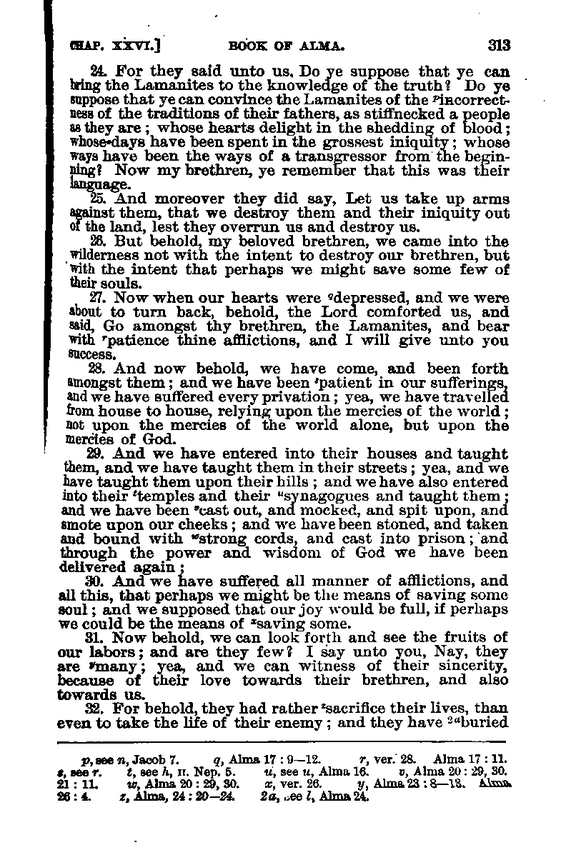 CHAP. XXVI.] BOOK OF ALMA. 313
24. For they said unto us, Do ye suppose that ye can
bring the Lamanites to the knowledge of the truth? Do ye
suppose that ye can convince the Lamanites of the pincorrect-
ness of the traditions of their fathers, as stiffnecked a people
as they are; whose hearts delight in the shedding of blood;
whose days have been spent in the grossest iniquity; whose
ways have been the ways of a transgressor from the begin-
ning? Now my brethren, ye remember that this was their
language.
25. And moreover they did say, Let us take up arms
against them, that we destroy them and their iniquity out
of the land, lest they overrun us and destroy us.
26. But behold, my beloved brethren, we came into the
wilderness not with the intent to destroy our brethren, but
with the intent that perhaps we might save some few of
their souls.
27. Now when our hearts were qdepressed, and we were
about to turn back, behold, the Lord comforted us, and
said, Go amongst thy brethren, the Lamanites, and bear
with rpatience thine afflictions, and I will give unto you
success.
28. And now behold, we have come, and been forth
amongst them; and we have been spatient in our sufferings,
and we have suffered every privation; yea, we have travelled
from house to house, relying upon the mercies of the world;
not upon the mercies of the world alone, but upon the
mercies of God.
29. And we have entered into their houses and taught
them, and we have taught them in their streets; yea, and we
have taught them upon their hills; and we have also entered
into their ttemples and their usynagogues and taught them;
and we have been vcast out, and mocked, and spit upon, and
smote upon our cheeks; and we have been stoned, and taken
and bound with wstrong cords, and cast into prison; and
through the power and wisdom of God we have been
delivered again;
30. And we have suffered all manner of afflictions, and
all this, that perhaps we might be the means of saving some
soul; and we supposed that our joy would be full, if perhaps
we could be the means of xsaving some.
31. Now behold, we can look forth and see the fruits of
our labors; and are they few? I say unto you, Nay, they
are ymany; yea, and we can witness of their sincerity,
because of their love towards their brethren, and also
towards us.
32. For behold, they had rather zsacrifice their lives, than
even to take the life of their enemy; and they have 2aburied
p, see n, Jacob 7. q, Alma 17:9—12. r, ver. 28. Alma 17:11.
s, see r. t, see h, II. Nep. 5. u, see u, Alma 16. v, Alma 20:29, 30.
21:11. w, Alma 20:29, 30. x, ver. 26. y, Alma 23:8—13. Alma
26:4. z, Alma, 24:20—24. 2a, see l, Alma 24.